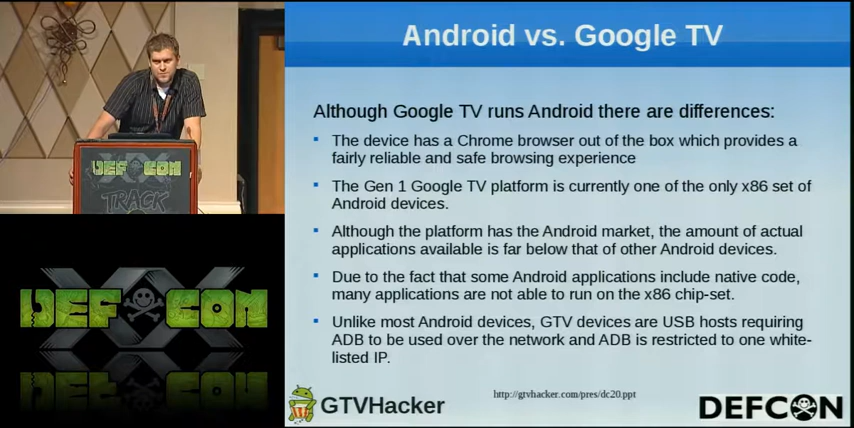 Android vs. Google TV
Although Google TV runs Android there are differences:
The device has a Chrome browser out of the box which provides a
fairly reliable and safe browsing experience
The Gen 1 Google TV platform is currently one of the only x86 set of
Android devices.
Although the platform has the Android market, the amount of actual
applications available is far below that of other Android devices.
Due to the fact that some Android applications include native code,
many applications are not able to run on the x86 chip-set.
Unlike most Android devices, GTV devices are USB hosts requiring
ADB to be used over the network and ADB is restricted to one white-
listed IP.
GTVHacker
http://gtvhacker.com/pres/dc20.ppt
DEFCON
DEF CON
TRACK
DEF CON
XX